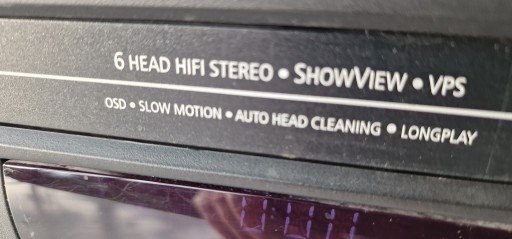 6 HEAD HIFI STEREO • SHOWVIEW • VPS
OSD • SLOW MOTION • AUTO HEAD CLEANING • LONGPLAY